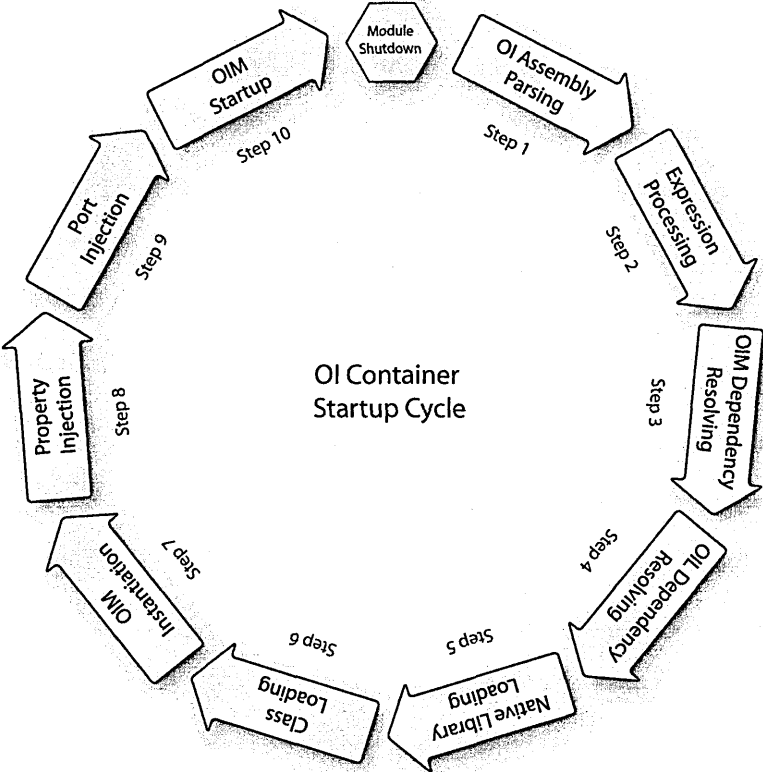 Module
Shutdown
OI Assembly
Parsing
Step 1
Expression
Processing
Step 2
OIM Dependency
Resolving
Step 3
OIL Dependency
Resolving
Step 4
Native Library
Loading
Step 5
Class
Loading
Step 6
OIM
Instantiation
Step 7
Property
Injection
Step 8
Port
Injection
Step 9
OIM
Startup
Step 10
OI Container
Startup Cycle